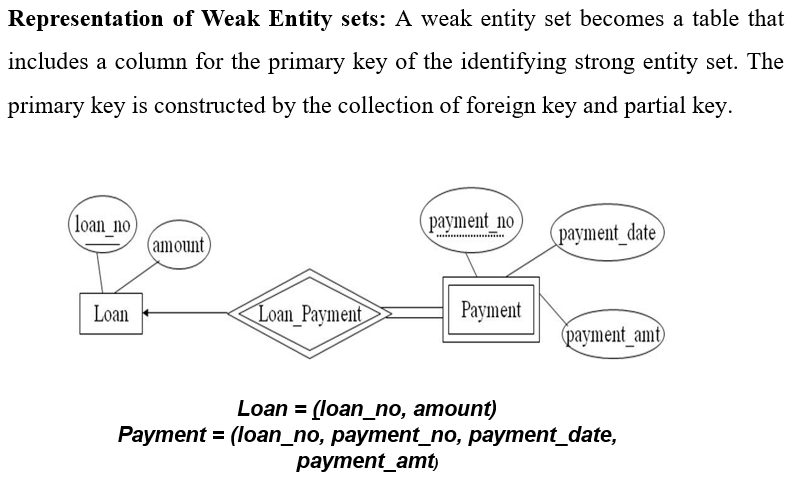 Representation of Weak Entity sets: A weak entity set becomes a table that
includes a column for the primary key of the identifying strong entity set. The
primary key is constructed by the collection of foreign key and partial key.
loan_no
amount
payment_no
payment_date
Loan
Loan_Payment
Payment
payment_amt
Loan = (loan_no, amount)
Payment = (loan_no, payment_no, payment_date,
payment_amt)